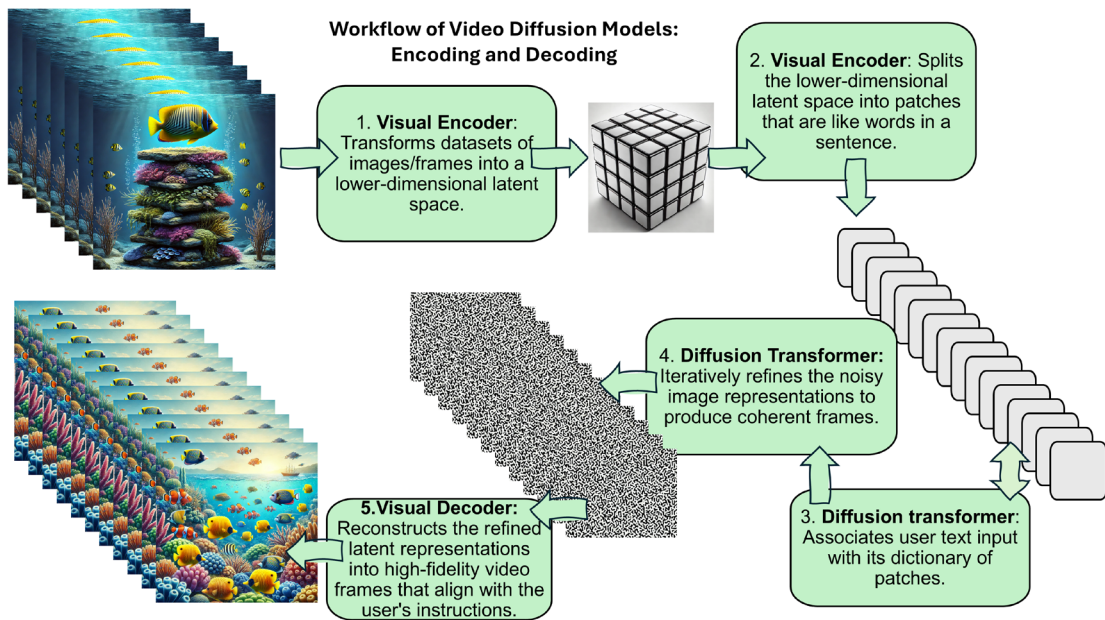 Workflow of Video Diffusion Models:
Encoding and Decoding
1. Visual Encoder:
Transforms datasets of
images/frames into a
lower-dimensional latent
space.
2. Visual Encoder: Splits
the lower-dimensional
latent space into patches
that are like words in a
sentence.
3. Diffusion transformer:
Associates user text input
with its dictionary of
patches.
4. Diffusion Transformer:
Iteratively refines the noisy
image representations to
produce coherent frames.
5.Visual Decoder:
Reconstructs the refined
latent representations
into high-fidelity video
frames that align with the
user's instructions.